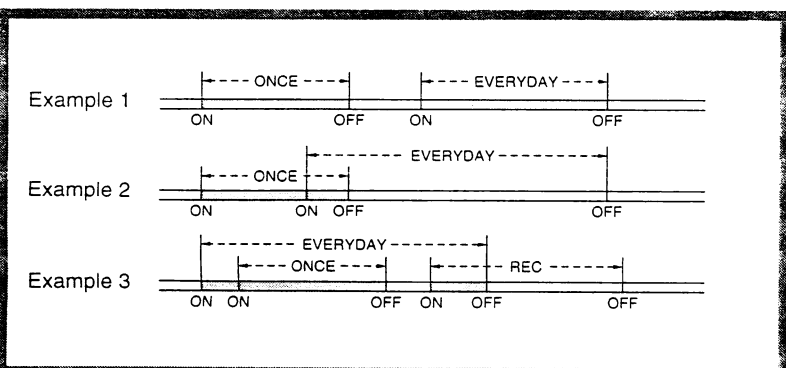 ONCE EVERYDAY
Example 1
ON OFF ON OFF
EVERYDAY
ONCE
Example 2
ON ON OFF OFF
EVERYDAY
ONCE REC
Example 3
ON ON OFF ON OFF OFF